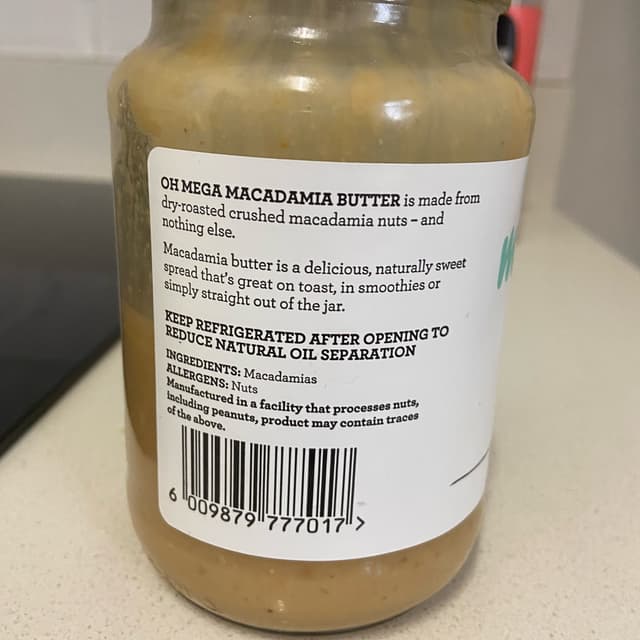 OH MEGA MACADAMIA BUTTER is made from
dry-roasted crushed macadamia nuts – and
nothing else.
Macadamia butter is a delicious, naturally sweet
spread that's great on toast, in smoothies or
simply straight out of the jar.
KEEP REFRIGERATED AFTER OPENING TO
REDUCE NATURAL OIL SEPARATION
INGREDIENTS: Macadamias
ALLERGENS: Nuts
Manufactured in a facility that processes nuts,
including peanuts, product may contain traces
of the above.
6 009879 777017 >